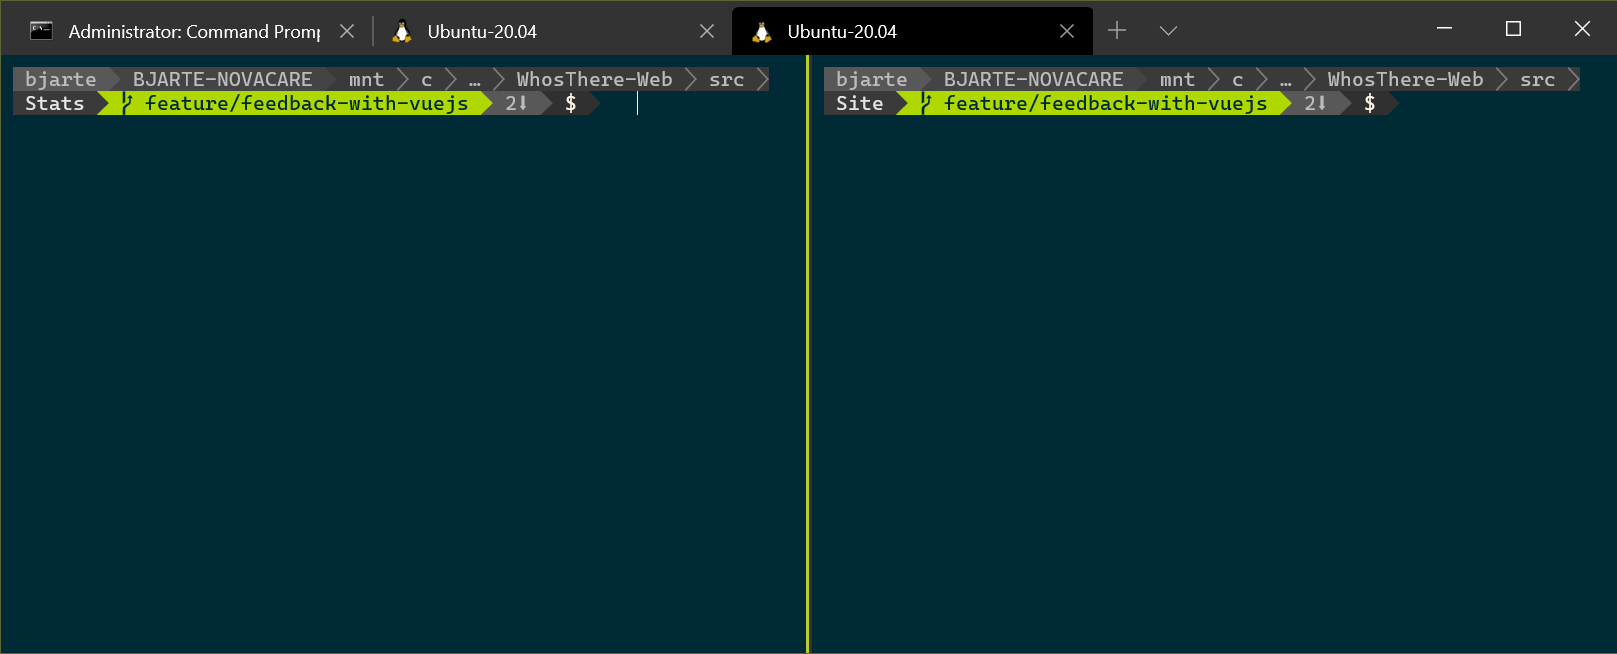 Administrator: Command Promp
Ubuntu-20.04
Ubuntu-20.04
bjarte BJARTE-NOVACARE mnt c … WhosThere-Web src
Stats feature/feedback-with-vuejs 2⬇ $
bjarte BJARTE-NOVACARE mnt c … WhosThere-Web src
Site feature/feedback-with-vuejs 2⬇ $